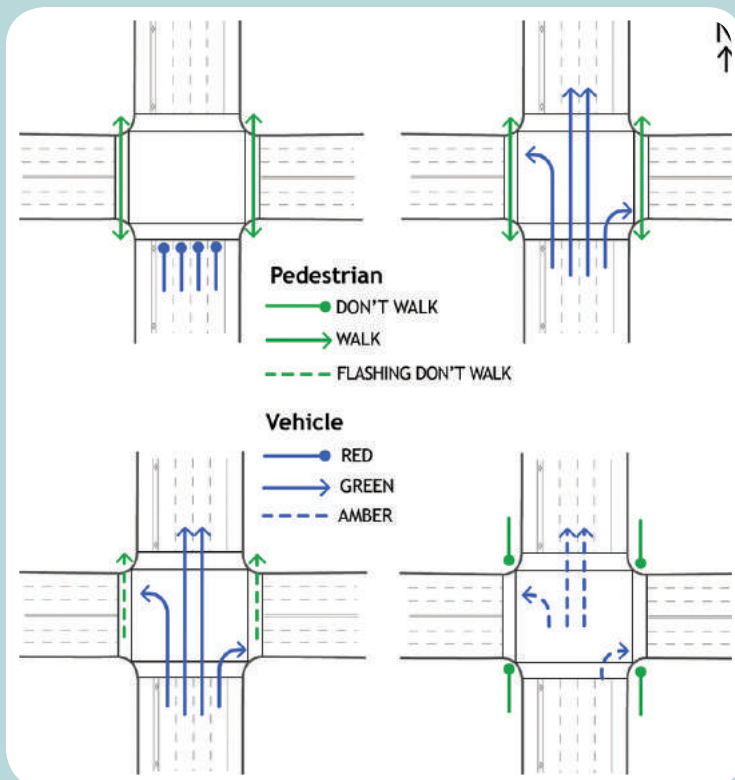 N
Pedestrian
DON'T WALK
WALK
FLASHING DON'T WALK
Vehicle
RED
GREEN
AMBER